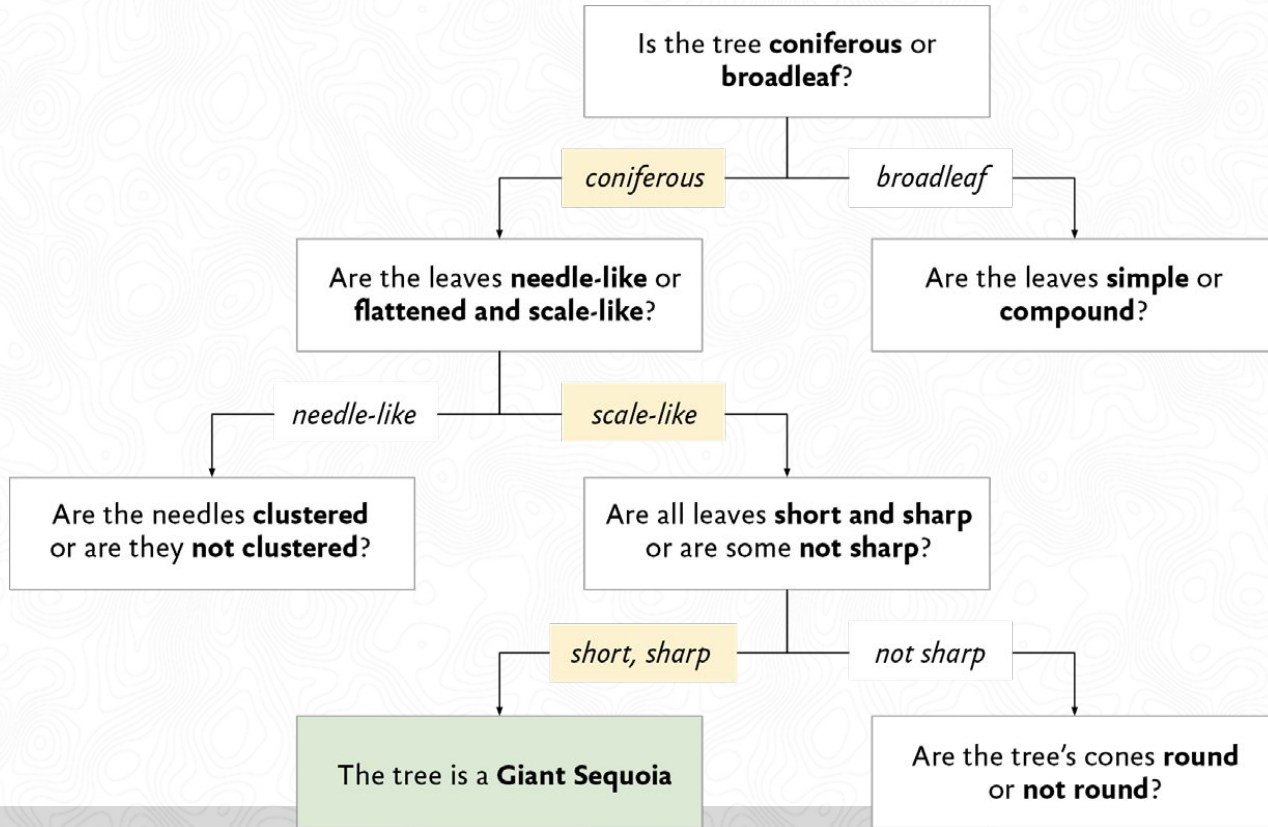 Is the tree coniferous or
broadleaf?
coniferous
broadleaf
Are the leaves needle-like or
flattened and scale-like?
Are the leaves simple or
compound?
needle-like
scale-like
Are the needles clustered
or are they not clustered?
Are all leaves short and sharp
or are some not sharp?
short, sharp
not sharp
The tree is a Giant Sequoia
Are the tree's cones round
or not round?